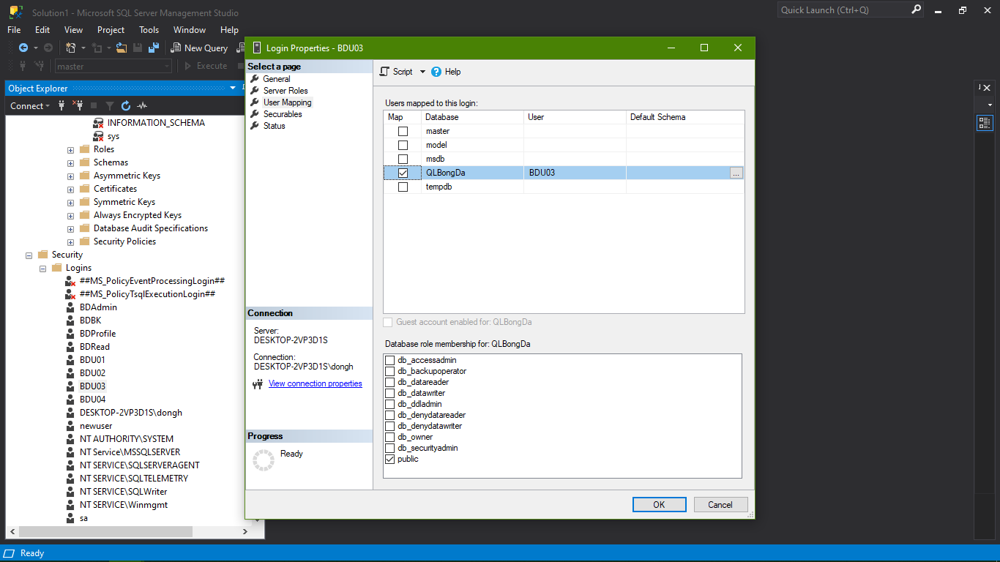 Solution1 - Microsoft SQL Server Management Studio
Quick Launch (Ctrl+Q)
File Edit View Project Tools Window Help
New Query
master
Execute
Object Explorer
Connect
INFORMATION_SCHEMA
sys
Roles
Schemas
Asymmetric Keys
Certificates
Symmetric Keys
Always Encrypted Keys
Database Audit Specifications
Security Policies
Security
Logins
##MS_PolicyEventProcessingLogin##
##MS_PolicyTsqlExecutionLogin##
BDAdmin
BDBK
BDProfile
BDRead
BDU01
BDU02
BDU03
BDU04
DESKTOP-2VP3D1S\dongh
newuser
NT AUTHORITY\SYSTEM
NT Service\MSSQLSERVER
NT SERVICE\SQLSERVERAGENT
NT SERVICE\SQLTELEMETRY
NT SERVICE\SQLWriter
NT SERVICE\Winmgmt
sa
Login Properties - BDU03
Select a page
General
Server Roles
User Mapping
Securables
Status
Connection
Server:
DESKTOP-2VP3D1S
Connection:
DESKTOP-2VP3D1S\dongh
View connection properties
Progress
Ready
Script Help
Users mapped to this login:
Map Database User Default Schema
master
model
msdb
QLBongDa BDU03 ...
tempdb
Guest account enabled for: QLBongDa
Database role membership for: QLBongDa
db_accessadmin
db_backupoperator
db_datareader
db_datawriter
db_ddladmin
db_denydatareader
db_denydatawriter
db_owner
db_securityadmin
public
OK Cancel
Ready